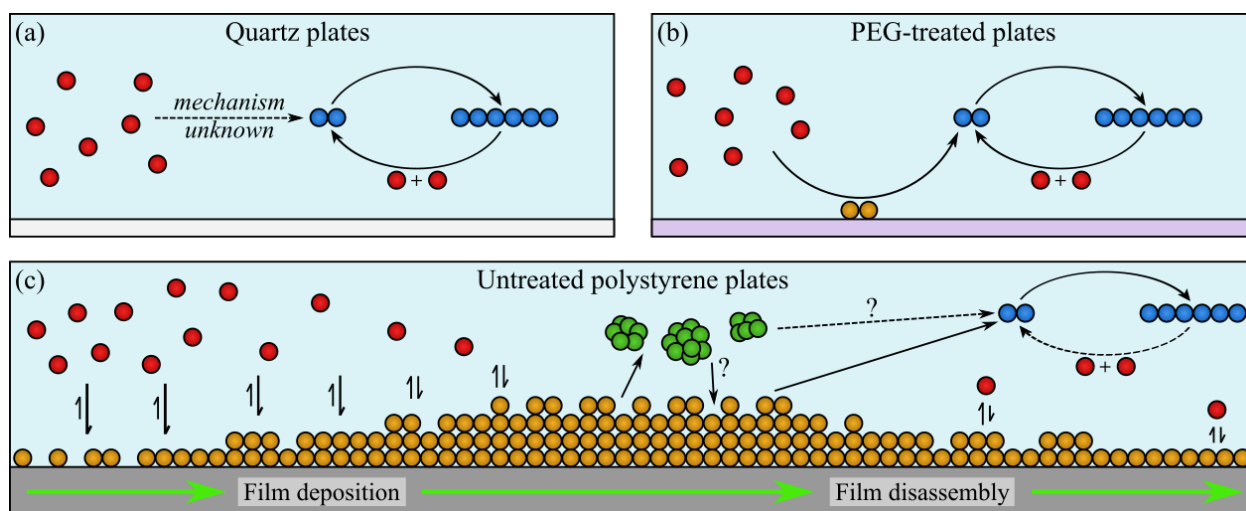 (a)
Quartz plates
mechanism
unknown
+
(b)
PEG-treated plates
+
(c)
Untreated polystyrene plates
?
?
+
Film deposition
Film disassembly